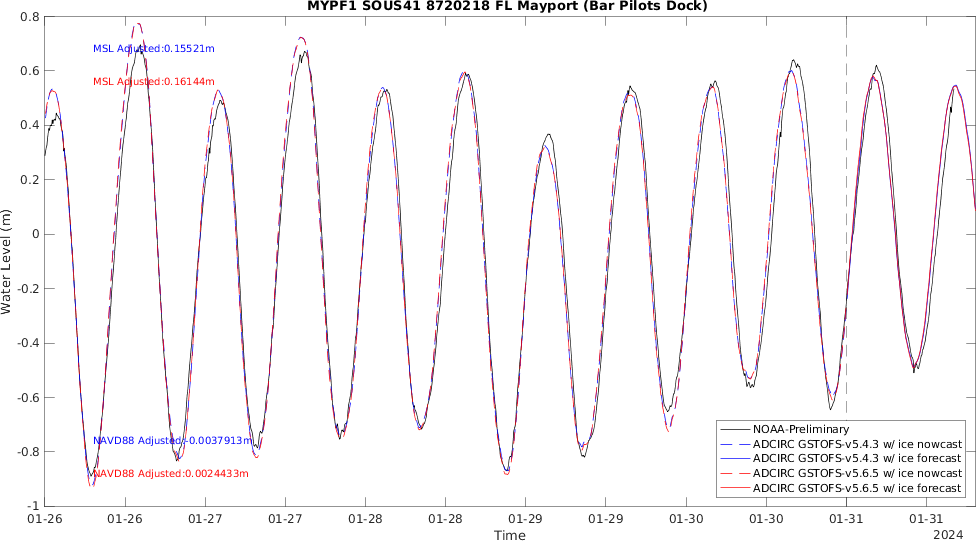 MYPF1 SOUS41 8720218 FL Mayport (Bar Pilots Dock)
0.8
0.6
0.4
0.2
0
-0.2
-0.4
-0.6
-0.8
-1
Water Level (m)
MSL Adjusted:0.15521m
MSL Adjusted:0.16144m
NAVD88 Adjusted:-0.0037913m
NAVD88 Adjusted:0.0024433m
NOAA-Preliminary
ADCIRC GSTOFS-v5.4.3 w/ ice nowcast
ADCIRC GSTOFS-v5.4.3 w/ ice forecast
ADCIRC GSTOFS-v5.6.5 w/ ice nowcast
ADCIRC GSTOFS-v5.6.5 w/ ice forecast
01-26 01-26 01-27 01-27 01-28 01-28 01-29 01-29 01-30 01-30 01-31 01-31
2024
Time